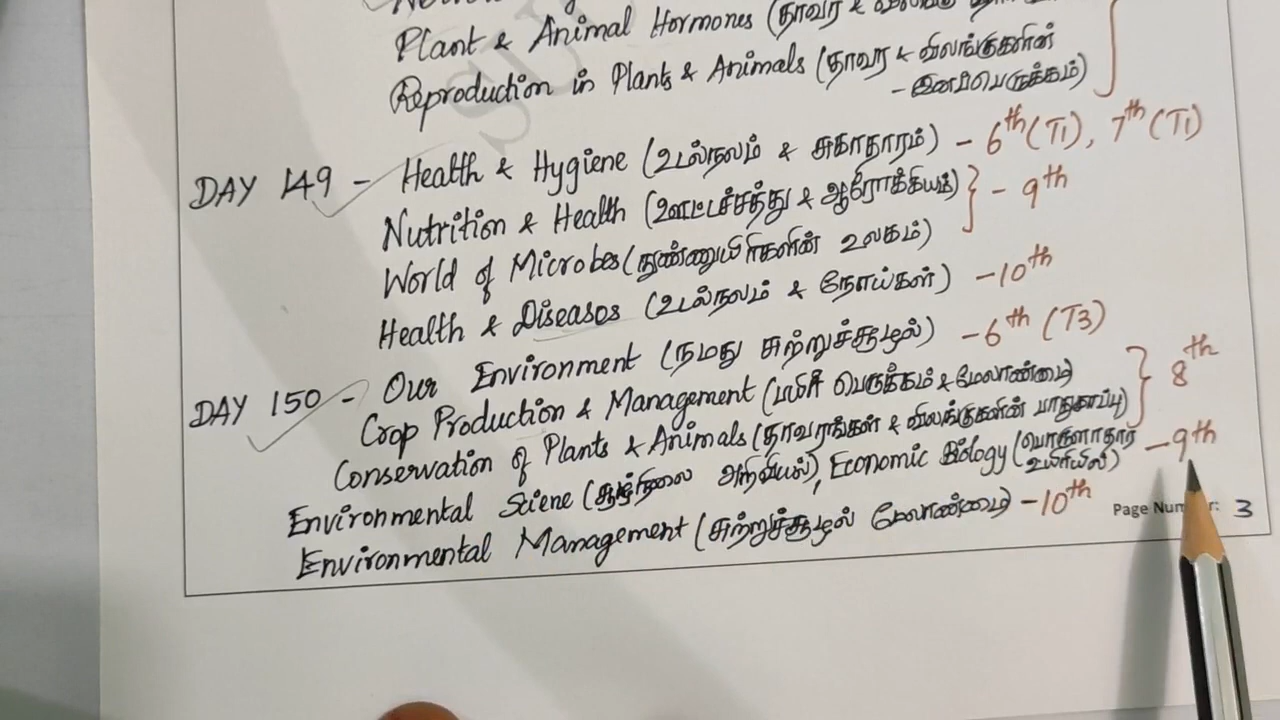 Plant & Animal Hormones (தாவர &
Reproduction in Plants & Animals (தாவர & விலங்குகளின்
- இனப்பெருக்கம்)
DAY 149 - Health & Hygiene (உடல்நலம் & சுகாதாரம்) - 6th (T1), 7th (T1)
Nutrition & Health (ஊட்டச்சத்து & ஆரோக்கியம்) } - 9th
World of Microbes (நுண்ணுயிரிகளின் உலகம்)
Health & Diseases (உடல்நலம் & நோய்கள்) - 10th
DAY 150 - Our Environment (நமது சுற்றுச்சூழல்) - 6th (T3)
Crop Production & Management (பயிர் பெருக்கம் & மேலாண்மை) } 8th
Conservation of Plants & Animals (தாவரங்கள் & விலங்குகளின் பாதுகாப்பு)
Environmental Sciene (சூழ்நிலை அறிவியல்), Economic Biology (பொருளாதார உயிரியில்) - 9th
Environmental Management (சுற்றுச்சூழல் மேலாண்மை) - 10th
Page Number: 3